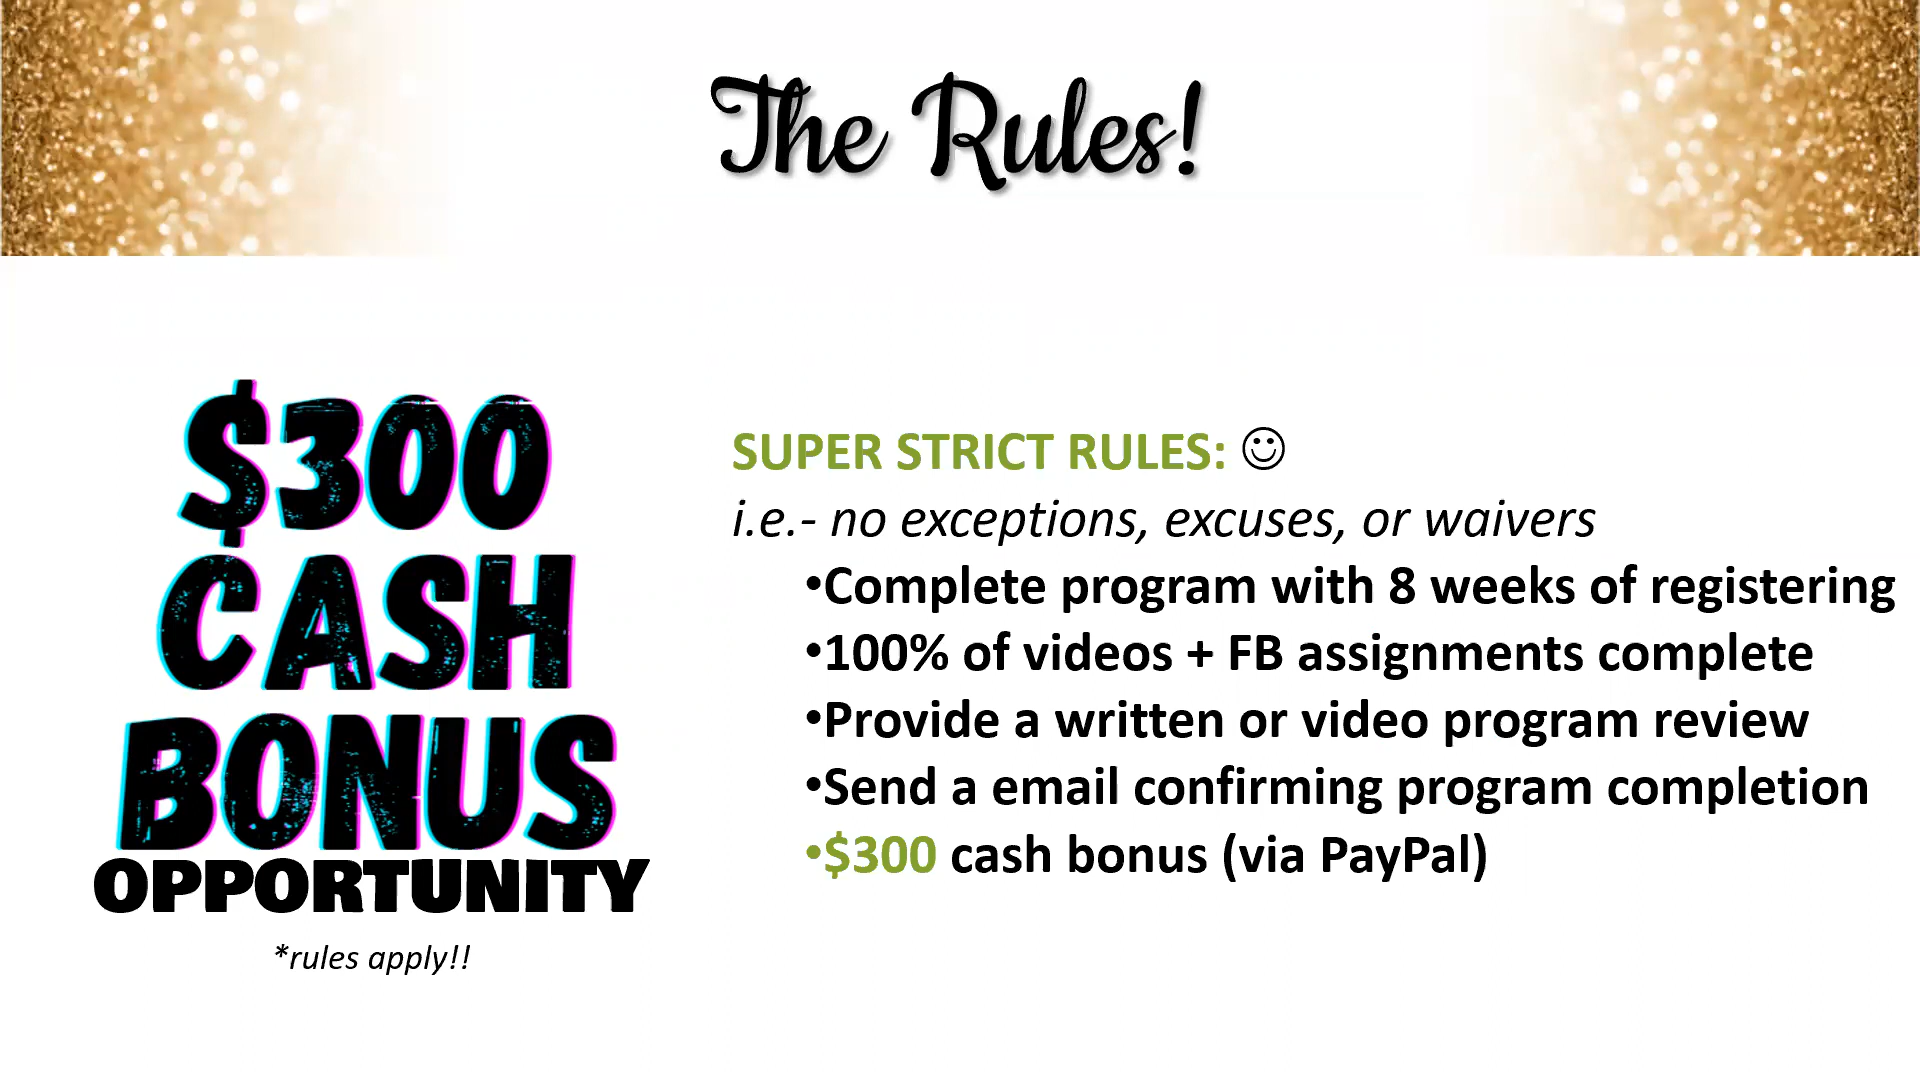 The Rules!
$300
CASH
BONUS
OPPORTUNITY
*rules apply!!
SUPER STRICT RULES: ☺
i.e.- no exceptions, excuses, or waivers
•Complete program with 8 weeks of registering
•100% of videos + FB assignments complete
•Provide a written or video program review
•Send a email confirming program completion
•$300 cash bonus (via PayPal)